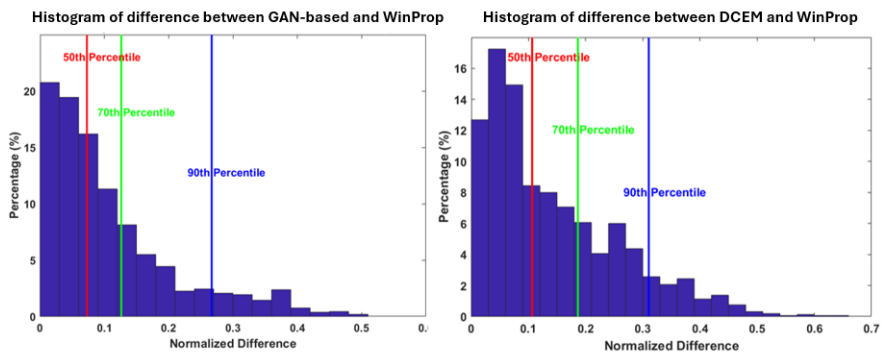 Histogram of difference between GAN-based and WinProp
50th Percentile
70th Percentile
90th Percentile
Percentage (%)
20
15
10
5
0
0 0.1 0.2 0.3 0.4 0.5
Normalized Difference
Histogram of difference between DCEM and WinProp
50th Percentile
70th Percentile
90th Percentile
Percentage (%)
16
14
12
10
8
6
4
2
0
0 0.1 0.2 0.3 0.4 0.5 0.6 0.7
Normalized Difference